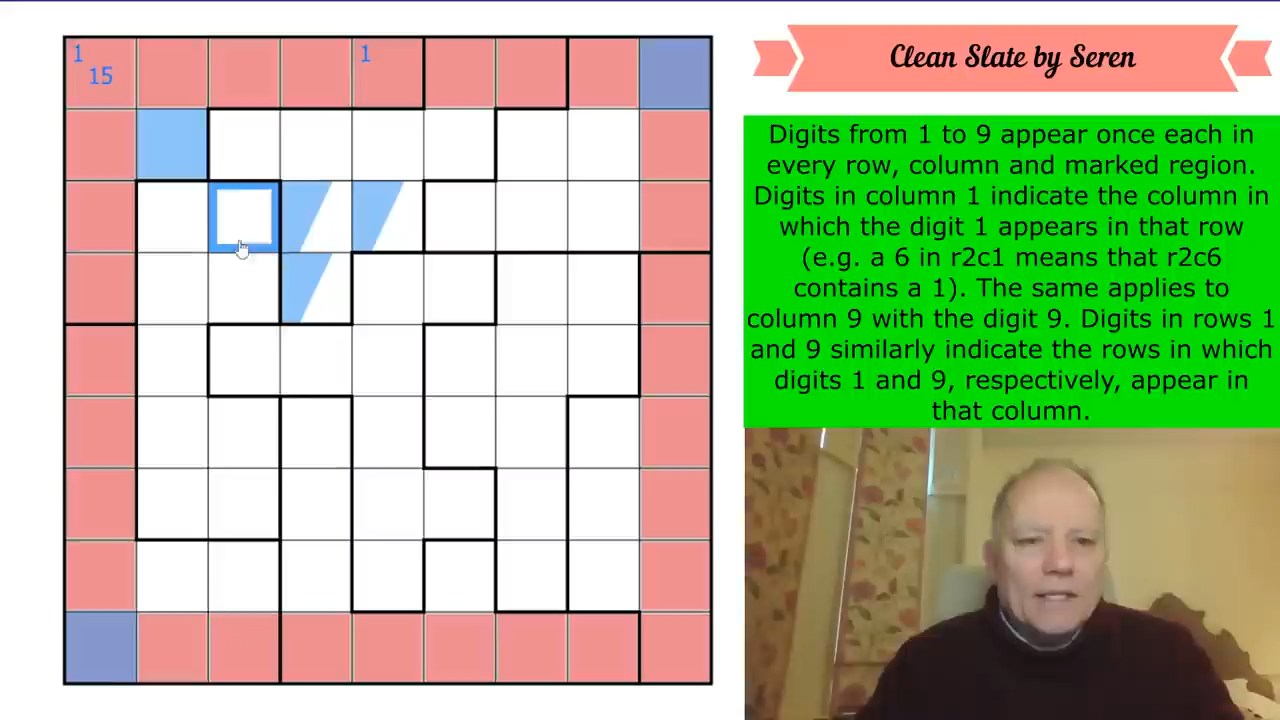 1
15
1
Clean Slate by Seren
Digits from 1 to 9 appear once each in
every row, column and marked region.
Digits in column 1 indicate the column in
which the digit 1 appears in that row
(e.g. a 6 in r2c1 means that r2c6
contains a 1). The same applies to
column 9 with the digit 9. Digits in rows 1
and 9 similarly indicate the rows in which
digits 1 and 9, respectively, appear in
that column.